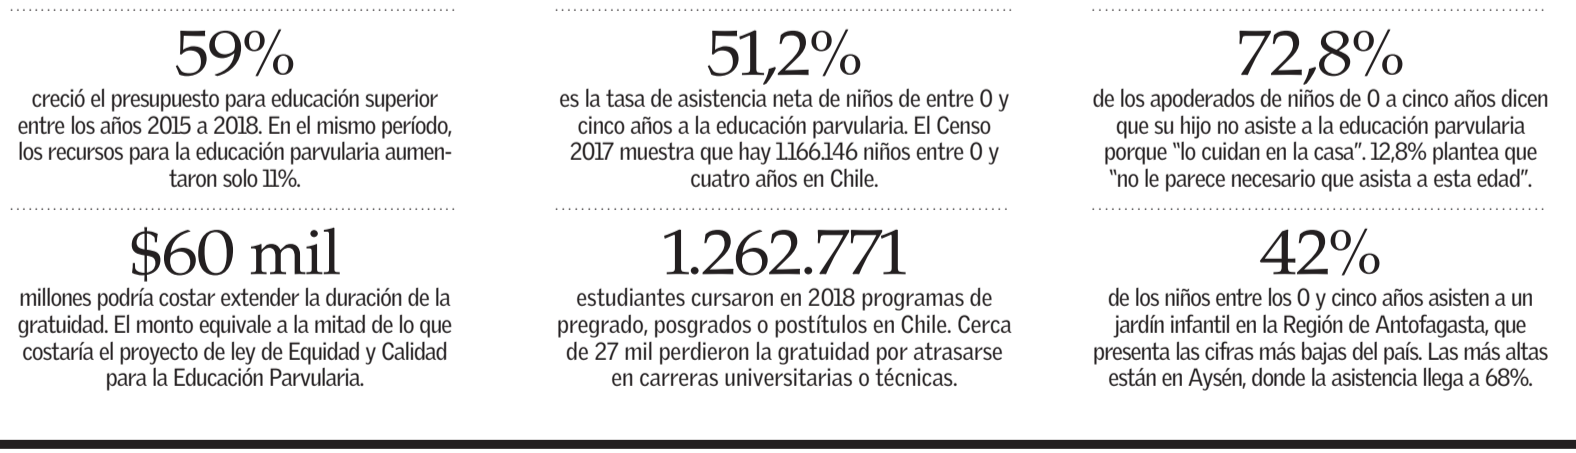 59%
creció el presupuesto para educación superior
entre los años 2015 a 2018. En el mismo período,
los recursos para la educación parvularia aumen-
taron solo 11%.
51,2%
es la tasa de asistencia neta de niños de entre 0 y
cinco años a la educación parvularia. El Censo
2017 muestra que hay 1.166.146 niños entre 0 y
cuatro años en Chile.
72,8%
de los apoderados de niños de 0 a cinco años dicen
que su hijo no asiste a la educación parvularia
porque “lo cuidan en la casa”. 12,8% plantea que
“no le parece necesario que asista a esta edad”.
$60 mil
millones podría costar extender la duración de la
gratuidad. El monto equivale a la mitad de lo que
costaría el proyecto de ley de Equidad y Calidad
para la Educación Parvularia.
1.262.771
estudiantes cursaron en 2018 programas de
pregrado, posgrados o postítulos en Chile. Cerca
de 27 mil perdieron la gratuidad por atrasarse
en carreras universitarias o técnicas.
42%
de los niños entre los 0 y cinco años asisten a un
jardín infantil en la Región de Antofagasta, que
presenta las cifras más bajas del país. Las más altas
están en Aysén, donde la asistencia llega a 68%.